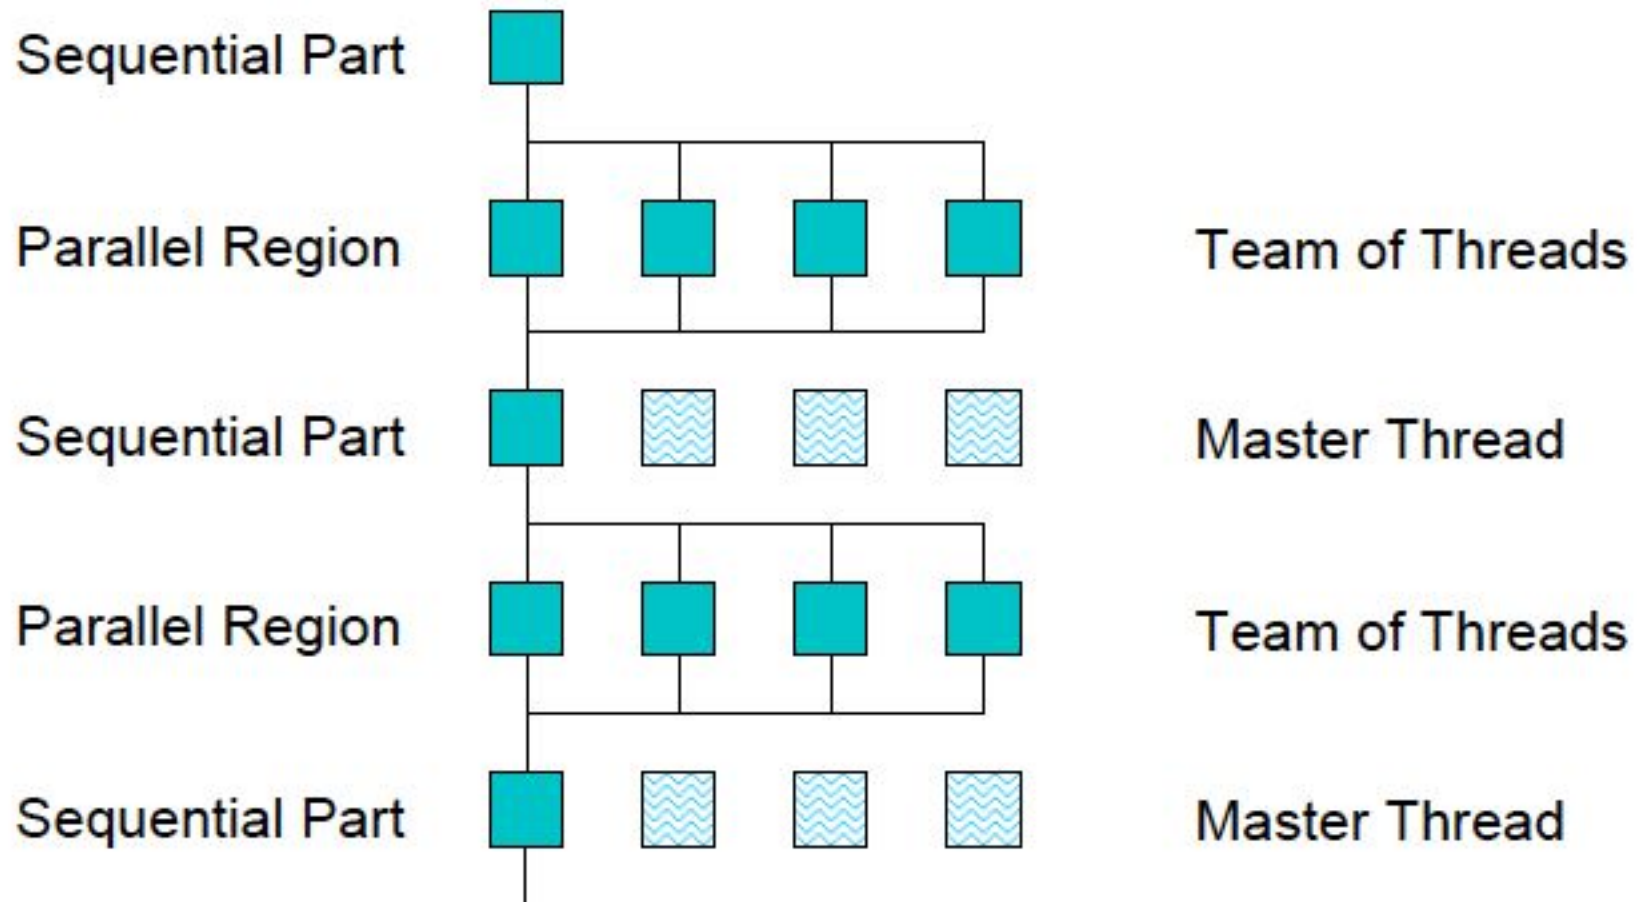 Sequential Part
Parallel Region
Team of Threads
Sequential Part
Master Thread
Parallel Region
Team of Threads
Sequential Part
Master Thread